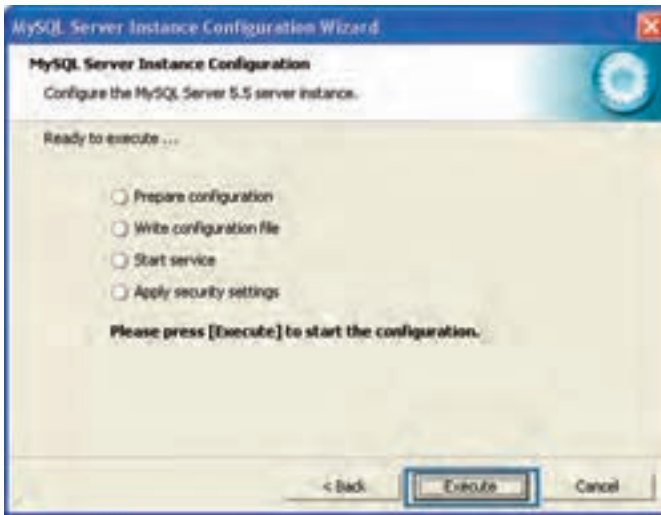 MySQL Server Instance Configuration Wizard
MySQL Server Instance Configuration
Configure the MySQL Server 5.5 server instance.
Ready to execute ...
Prepare configuration
Write configuration file
Start service
Apply security settings
Please press [Execute] to start the configuration.
< Back
Execute
Cancel